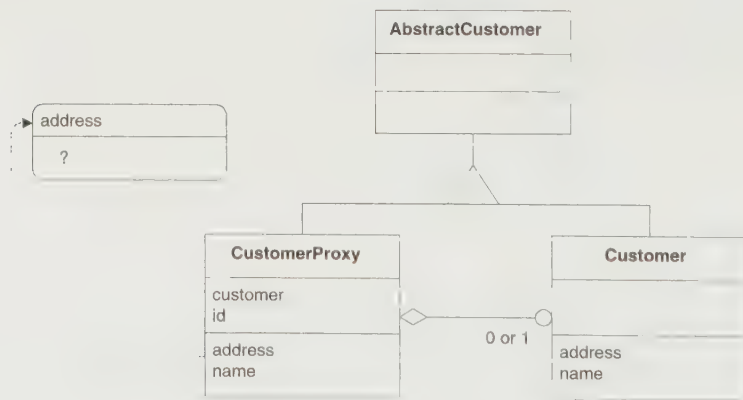 AbstractCustomer
address
?
CustomerProxy
customer
id
address
name
0 or 1
Customer
address
name